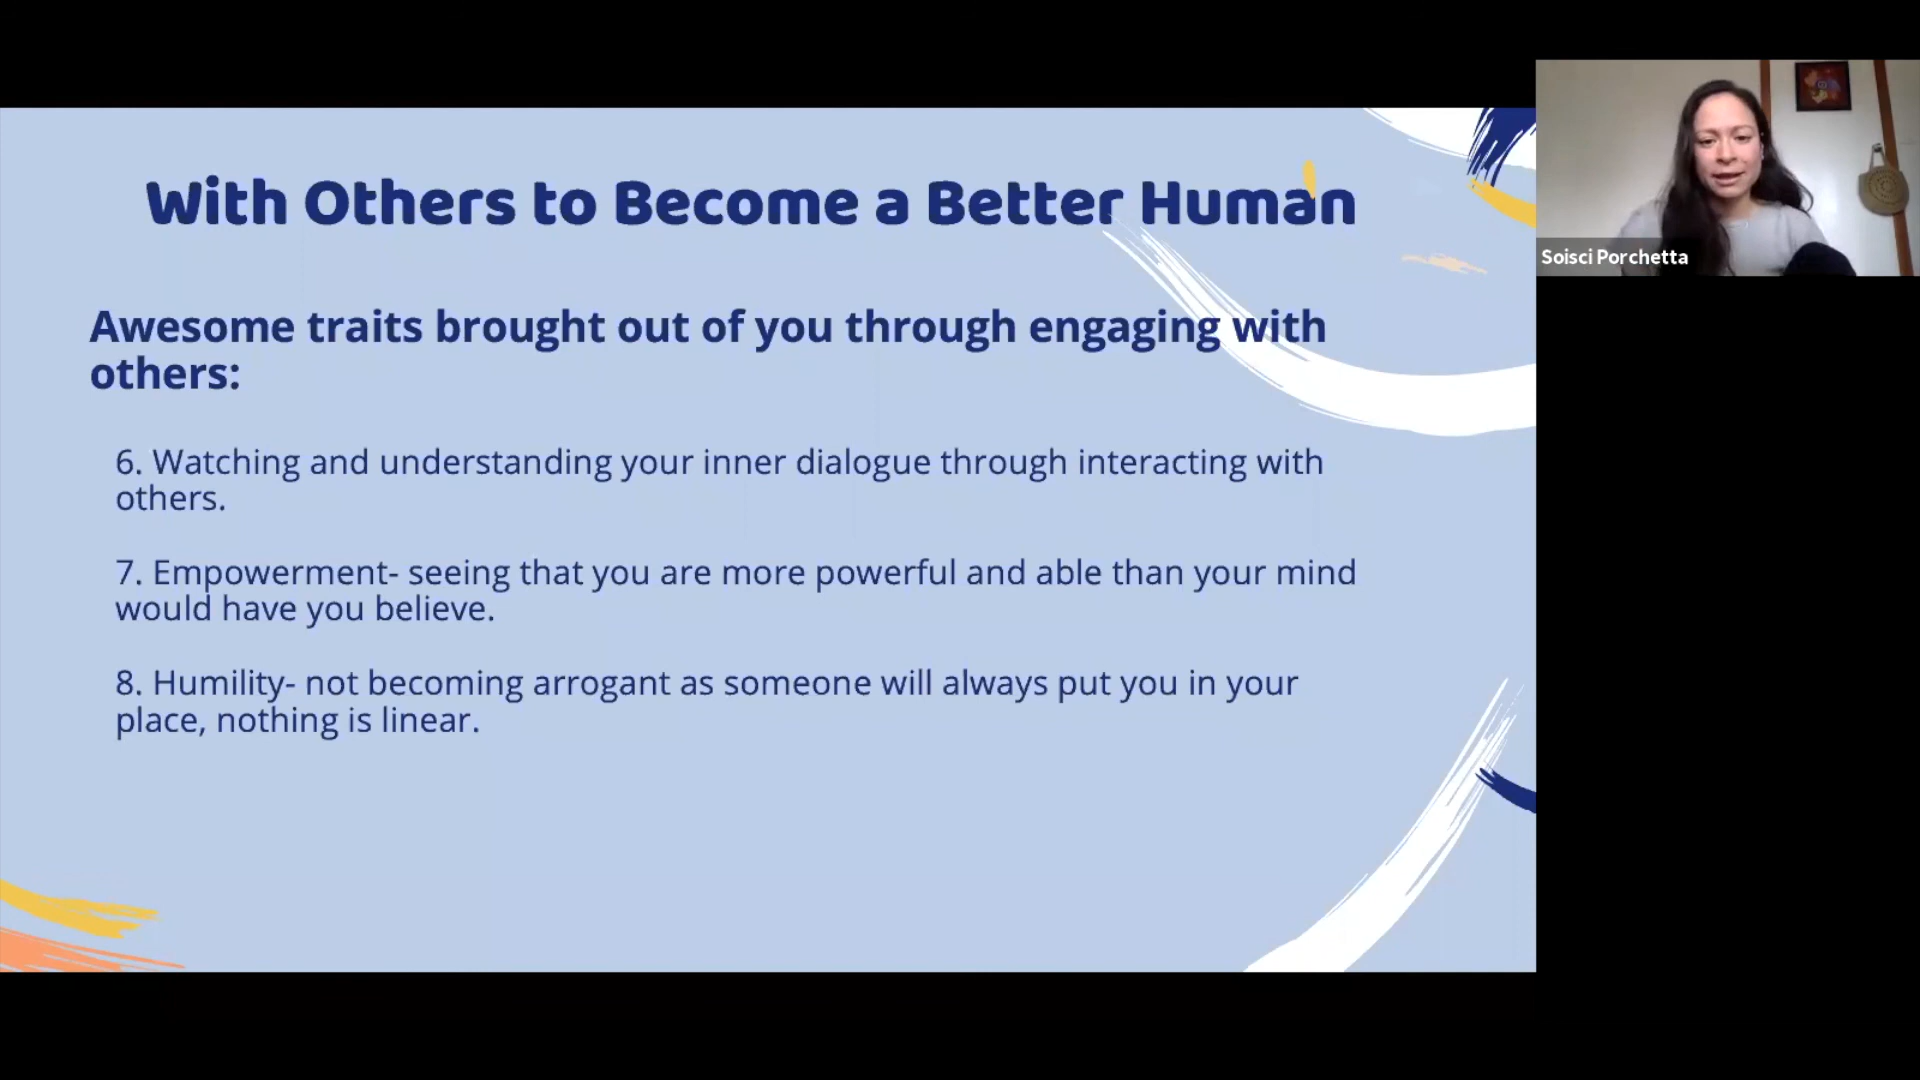 With Others to Become a Better Human
Awesome traits brought out of you through engaging with
others:
6. Watching and understanding your inner dialogue through interacting with
others.
7. Empowerment- seeing that you are more powerful and able than your mind
would have you believe.
8. Humility- not becoming arrogant as someone will always put you in your
place, nothing is linear.
Soisci Porchetta